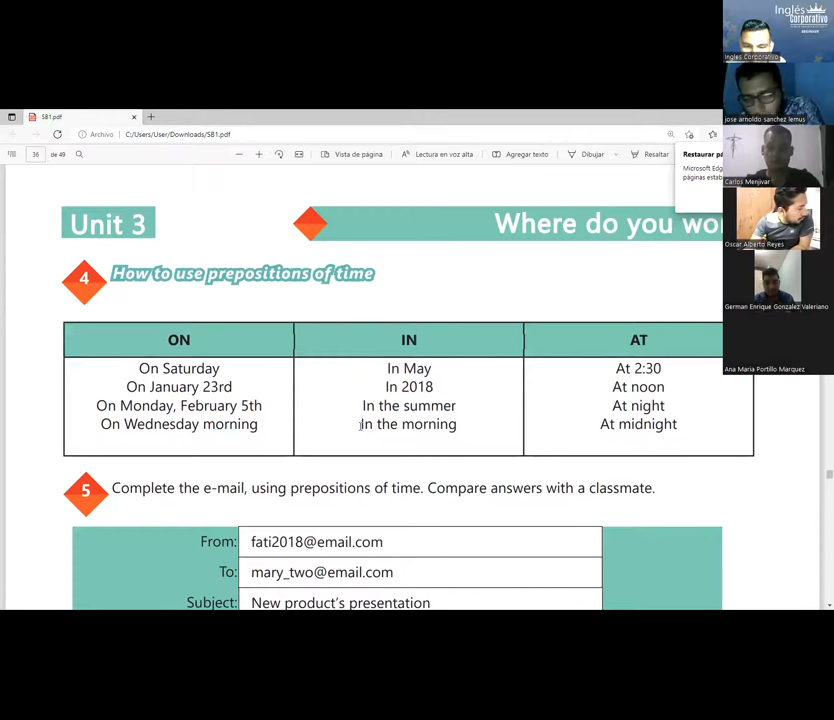 Inglés
Corporativo
BEGINNER
Ingles Corporativo
SB1.pdf
Archivo
C:/Users/User/Downloads/SB1.pdf
jose arnoldo sanchez lemus
36 de 49
Vista de página
Lectura en voz alta
Agregar texto
Dibujar
Resaltar
Restaurar pá
Microsoft Edg
páginas estab
Carlos Menjivar
Unit 3
Where do you wor
Oscar Alberto Reyes
4
How to use prepositions of time
German Enrique Gonzalez Valeriano
ON IN AT
Ana Maria Portillo Marquez
On Saturday In May At 2:30
On January 23rd In 2018 At noon
On Monday, February 5th In the summer At night
On Wednesday morning In the morning At midnight
5
Complete the e-mail, using prepositions of time. Compare answers with a classmate.
From: fati2018@email.com
To: mary_two@email.com
Subject: New product's presentation